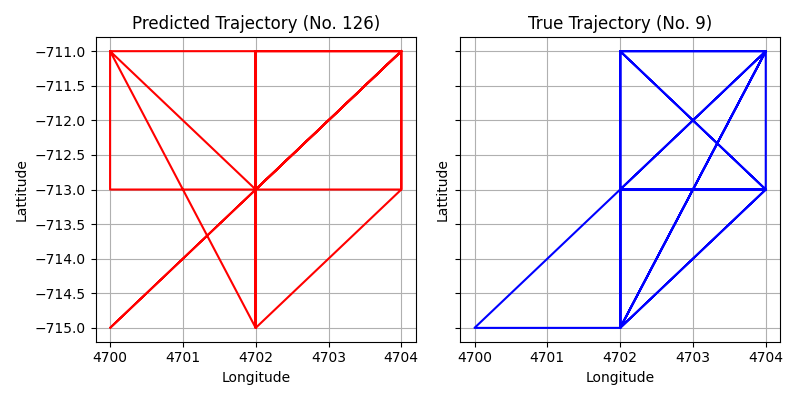 Predicted Trajectory (No. 126)
−711.0
−711.5
−712.0
−712.5
−713.0
−713.5
−714.0
−714.5
−715.0
Lattitude
4700 4701 4702 4703 4704
Longitude
True Trajectory (No. 9)
Lattitude
4700 4701 4702 4703 4704
Longitude